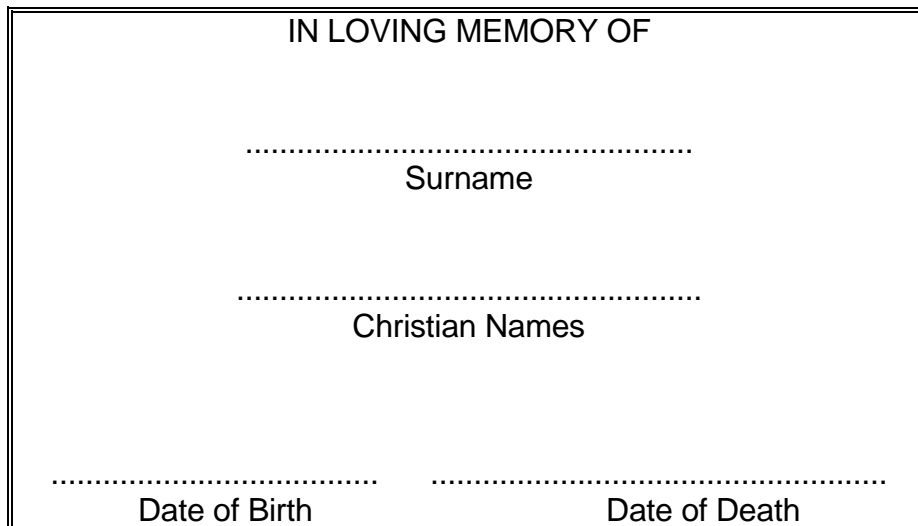 IN LOVING MEMORY OF
......................................................
Surname
........................................................
Christian Names
....................................... ......................................................
Date of Birth Date of Death